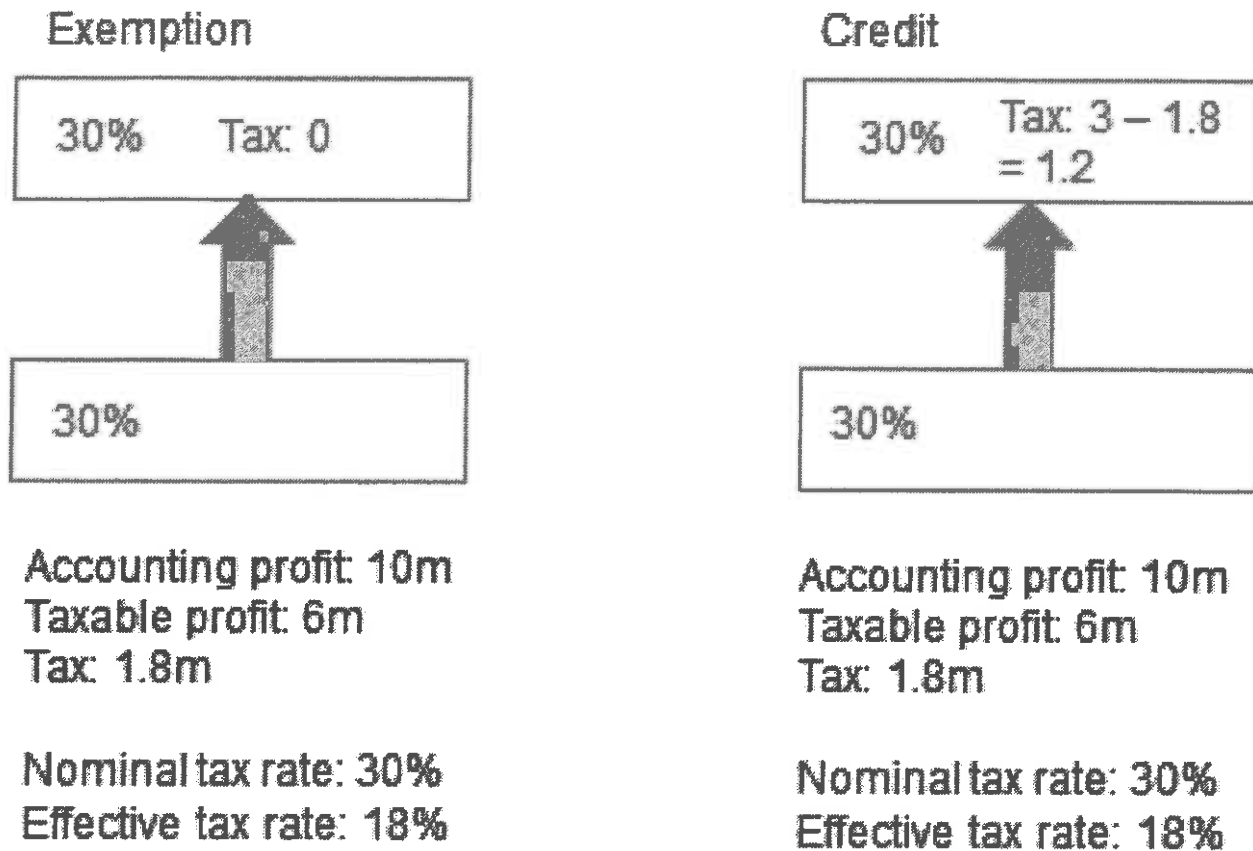 Exemption
30% Tax: 0
30%
Accounting profit: 10m
Taxable profit: 6m
Tax: 1.8m
Nominal tax rate: 30%
Effective tax rate: 18%
Credit
30% Tax: 3 – 1.8
= 1.2
30%
Accounting profit: 10m
Taxable profit: 6m
Tax: 1.8m
Nominal tax rate: 30%
Effective tax rate: 18%